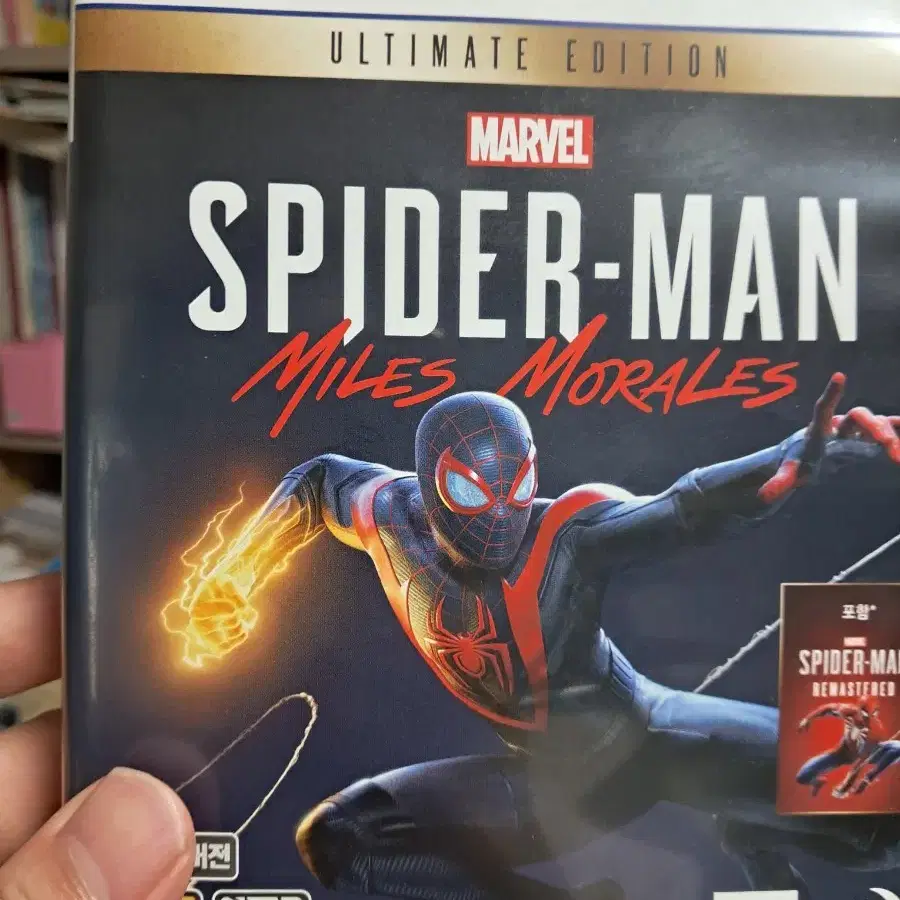 ULTIMATE EDITION
MARVEL
SPIDER-MAN
MILES MORALES
포함*
MARVEL
SPIDER-MAN
REMASTERED